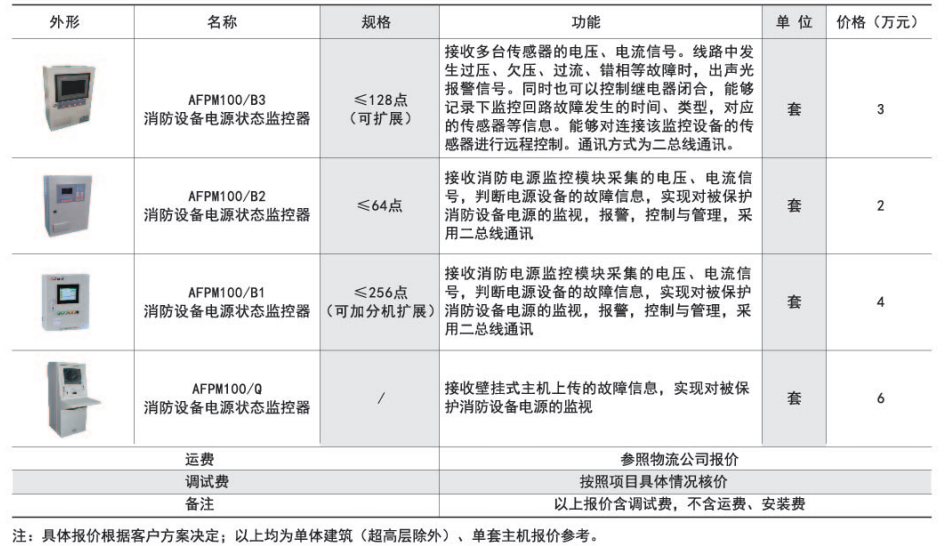 外形 名称 规格 功能 单 位 价格（万元）
AFPM100/B3
消防设备电源状态监控器
≤128点
（可扩展）
接收多台传感器的电压、电流信号。线路中发
生过压、欠压、过流、错相等故障时，出声光
报警信号。同时也可以控制继电器闭合，能够
记录下监控回路故障发生的时间、类型，对应
的传感器等信息。能够对连接该监控设备的传
感器进行远程控制。通讯方式为二总线通讯。
套
3
AFPM100/B2
消防设备电源状态监控器
≤64点
接收消防电源监控模块采集的电压、电流信
号，判断电源设备的故障信息，实现对被保护
消防设备电源的监视，报警，控制与管理，采
用二总线通讯
套
2
AFPM100/B1
消防设备电源状态监控器
≤256点
（可加分机扩展）
接收消防电源监控模块采集的电压、电流信
号，判断电源设备的故障信息，实现对被保护
消防设备电源的监视，报警，控制与管理，采
用二总线通讯
套
4
AFPM100/Q
消防设备电源状态监控器
/
接收壁挂式主机上传的故障信息，实现对被保
护消防设备电源的监视
套
6
运费 参照物流公司报价
调试费 按照项目具体情况核价
备注 以上报价含调试费，不含运费、安装费
注：具体报价根据客户方案决定；以上均为单体建筑（超高层除外）、单套主机报价参考。